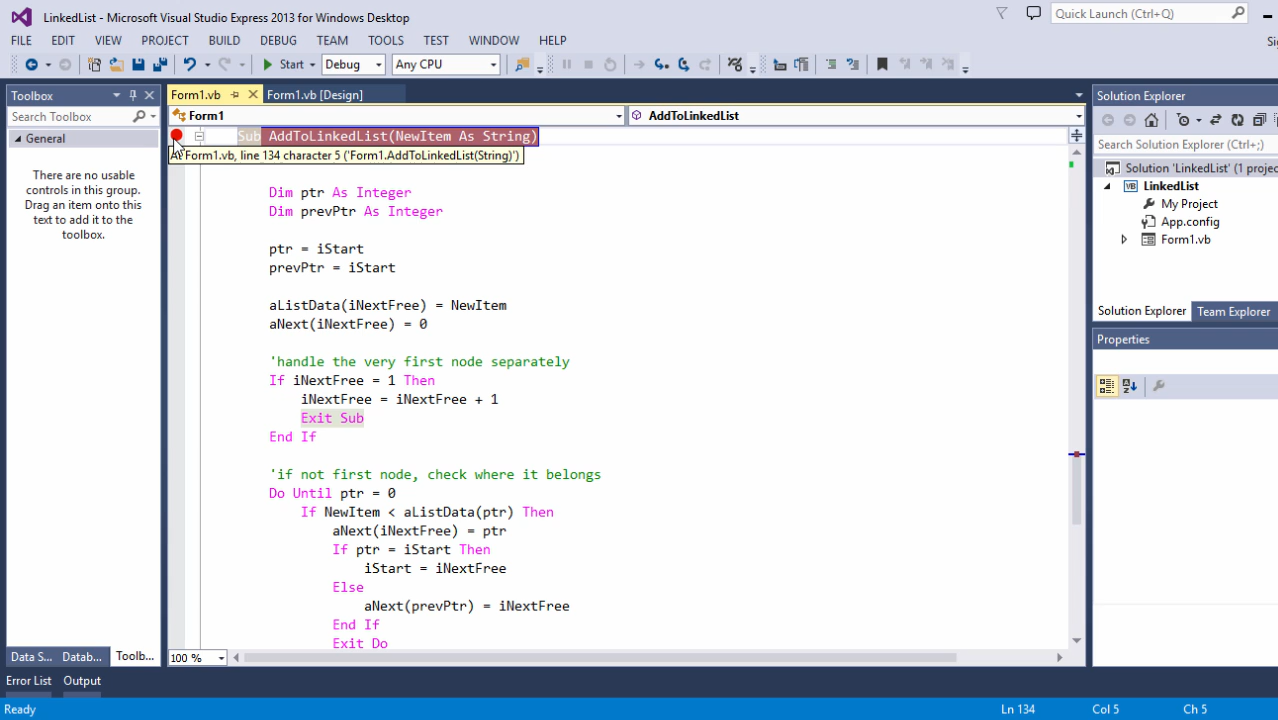 LinkedList - Microsoft Visual Studio Express 2013 for Windows Desktop
Quick Launch (Ctrl+Q)
FILE EDIT VIEW PROJECT BUILD DEBUG TEAM TOOLS TEST WINDOW HELP
Start Debug Any CPU
Toolbox
Search Toolbox
General
There are no usable
controls in this group.
Drag an item onto this
text to add it to the
toolbox.
Data S... Datab... Toolb...
Form1.vb Form1.vb [Design]
Form1 AddToLinkedList
Sub AddToLinkedList(NewItem As String)
Form1.vb, line 134 character 5 ('Form1.AddToLinkedList(String)')
Dim ptr As Integer
Dim prevPtr As Integer
ptr = iStart
prevPtr = iStart
aListData(iNextFree) = NewItem
aNext(iNextFree) = 0
'handle the very first node separately
If iNextFree = 1 Then
iNextFree = iNextFree + 1
Exit Sub
End If
'if not first node, check where it belongs
Do Until ptr = 0
If NewItem < aListData(ptr) Then
aNext(iNextFree) = ptr
If ptr = iStart Then
iStart = iNextFree
Else
aNext(prevPtr) = iNextFree
End If
Exit Do
100 %
Solution Explorer
Search Solution Explorer (Ctrl+;)
Solution 'LinkedList' (1 projec
LinkedList
My Project
App.config
Form1.vb
Solution Explorer Team Explorer
Properties
Error List Output
Ready Ln 134 Col 5 Ch 5